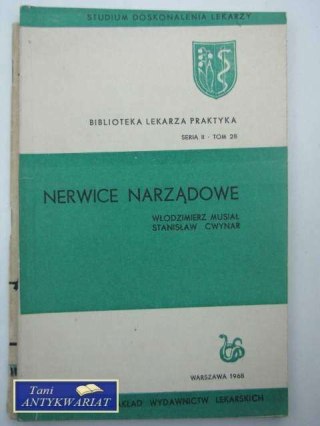 STUDIUM DOSKONALENIA LEKARZY
BIBLIOTEKA LEKARZA PRAKTYKA
SERIA II · TOM 28
NERWICE NARZĄDOWE
WŁODZIMIERZ MUSIAŁ
STANISŁAW CWYNAR
WARSZAWA 1968
ZAKŁAD WYDAWNICTW LEKARSKICH
Tani
ANTYKWARIAT